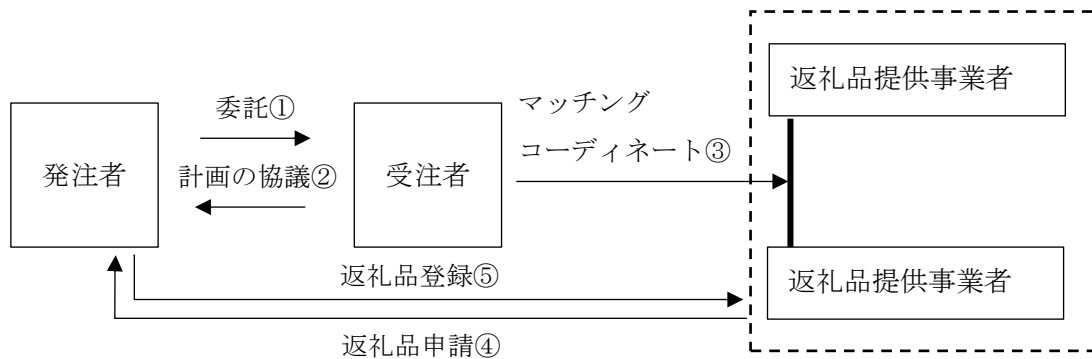 返礼品提供事業者
マッチング
委託①
コーディネート③
発注者
計画の協議②
受注者
返礼品登録⑤
返礼品提供事業者
返礼品申請④